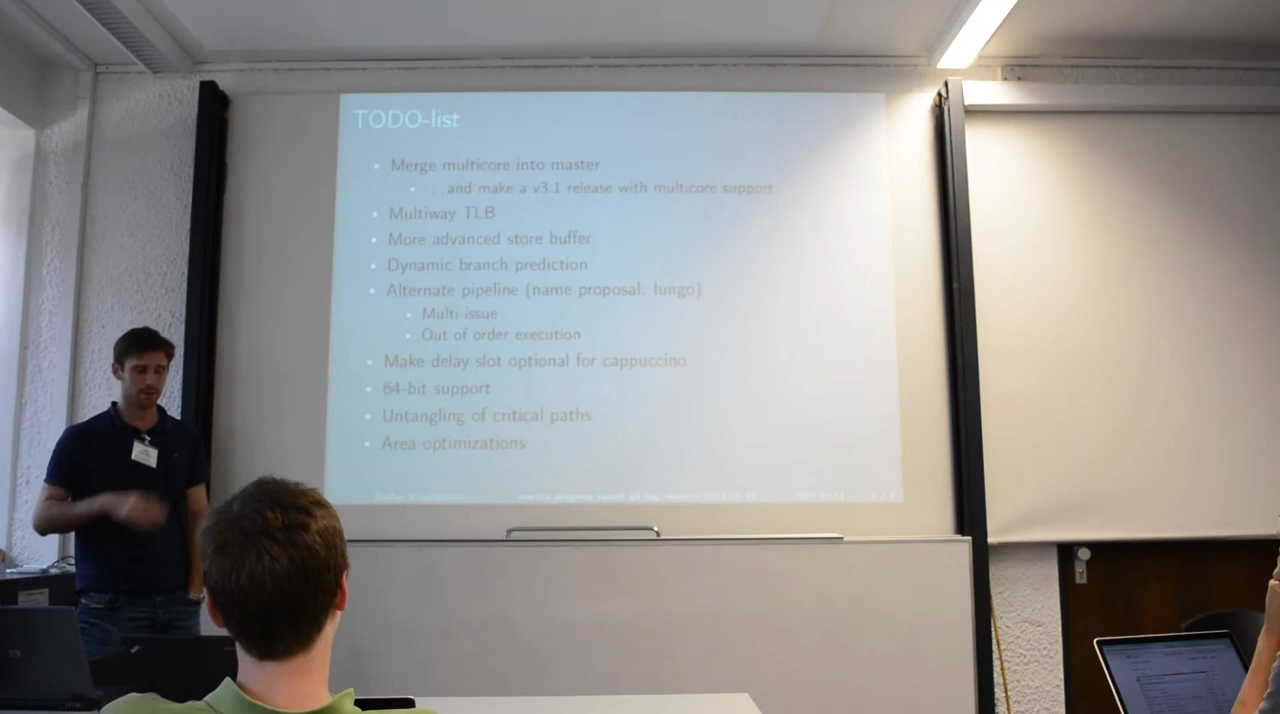 TODO-list
Merge multicore into master
. . . and make a v3.1 release with multicore support
Multiway TLB
More advanced store buffer
Dynamic branch prediction
Alternate pipeline (name proposal: lungo)
Multi-issue
Out of order execution
Make delay slot optional for cappuccino
64-bit support
Untangling of critical paths
Area optimizations